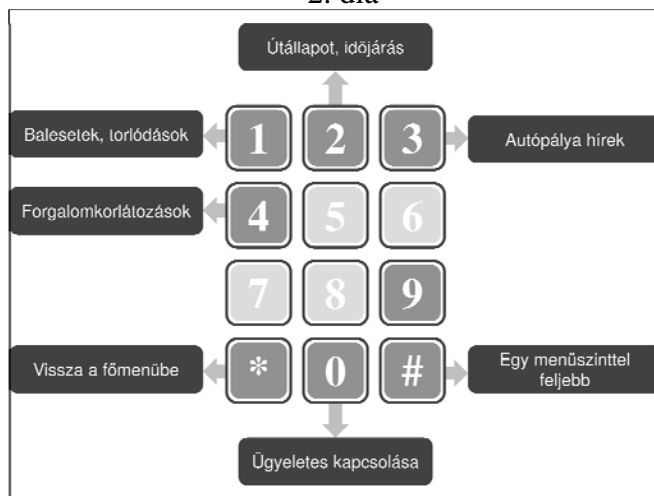 2. dia
Útállapot, időjárás
Balesetek, torlódások
1
2
3
Autópálya hírek
Forgalomkorlátozások
4
5
6
7
8
9
Vissza a főmenübe
*
0
#
Egy menüszinttel
feljebb
Ügyeletes kapcsolása